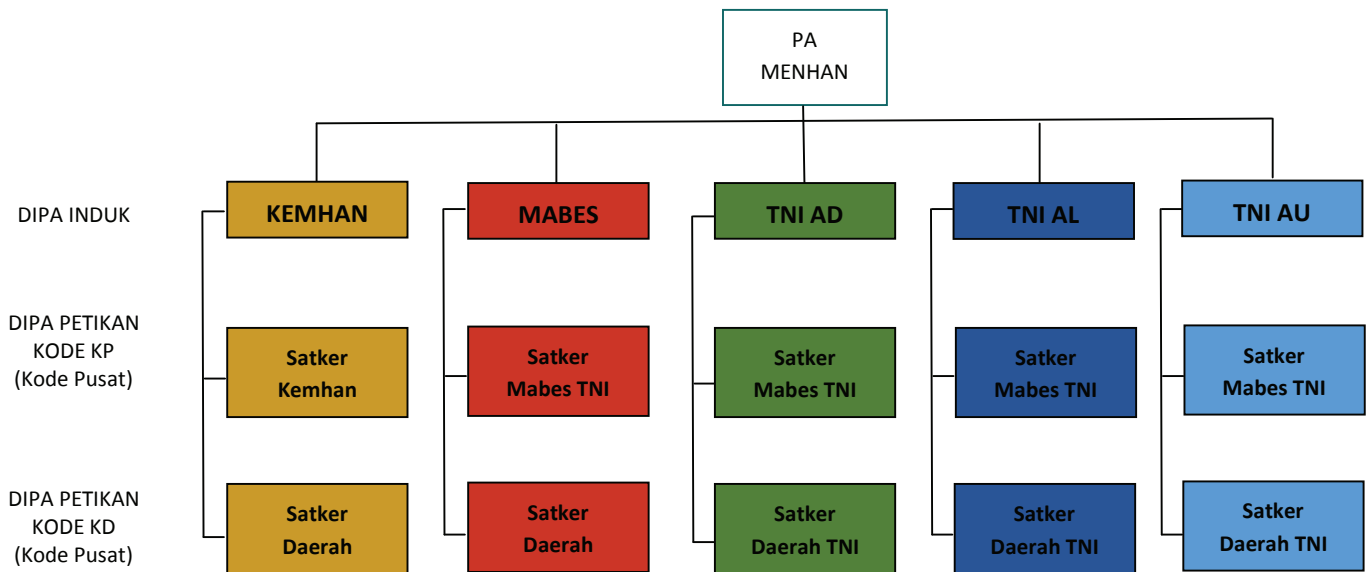 PA
MENHAN
DIPA INDUK
KEMHAN
MABES
TNI AD
TNI AL
TNI AU
DIPA PETIKAN
KODE KP
(Kode Pusat)
Satker
Kemhan
Satker
Mabes TNI
Satker
Mabes TNI
Satker
Mabes TNI
Satker
Mabes TNI
DIPA PETIKAN
KODE KD
(Kode Pusat)
Satker
Daerah
Satker
Daerah
Satker
Daerah TNI
Satker
Daerah TNI
Satker
Daerah TNI